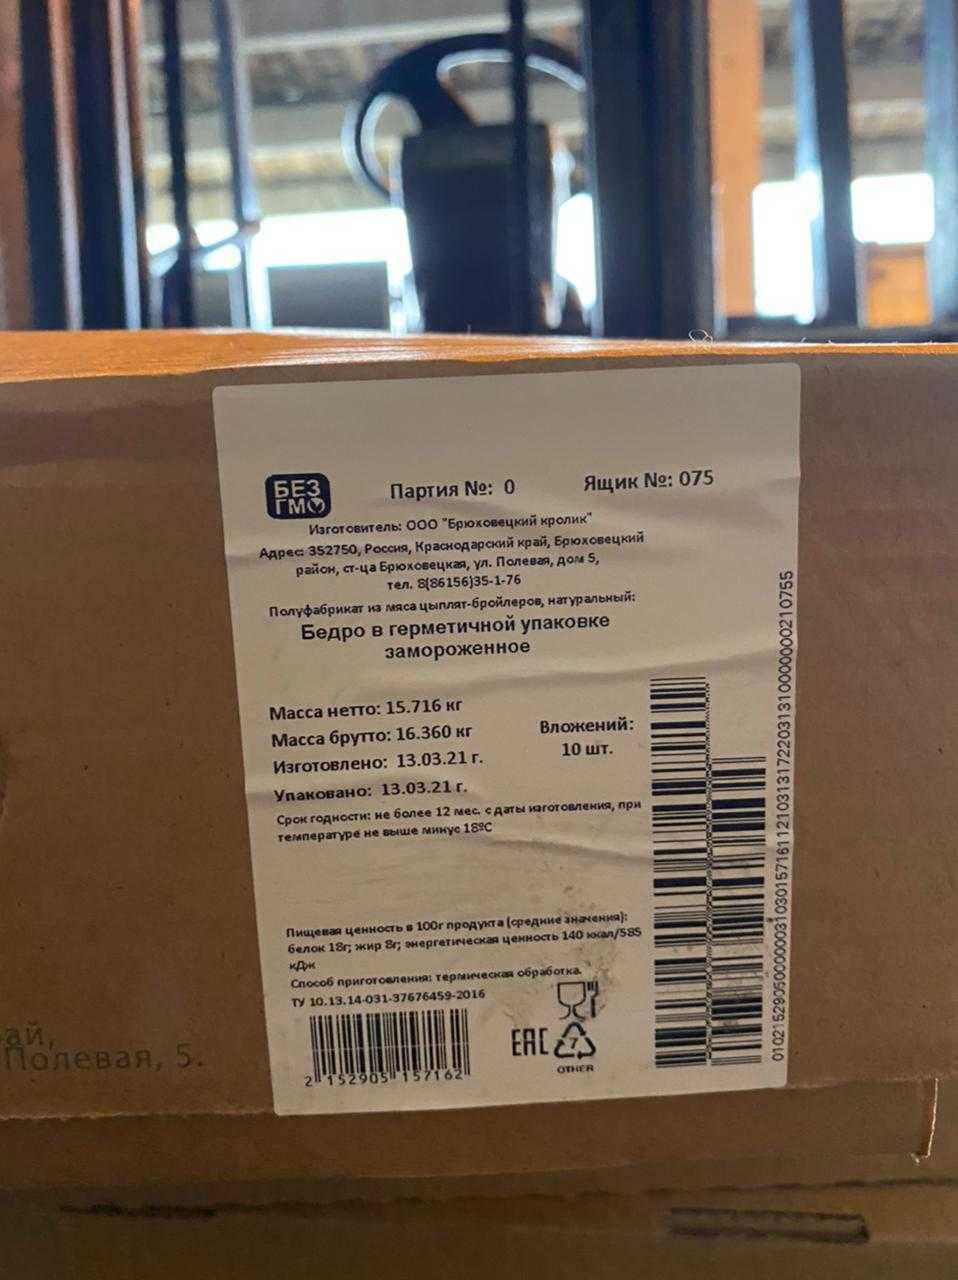 БЕЗ
ГМО
Партия №: 0
Ящик №: 075
Изготовитель: ООО "Брюховецкий кролик"
Адрес: 352750, Россия, Краснодарский край, Брюховецкий
район, ст-ца Брюховецкая, ул. Полевая, дом 5,
тел. 8(86156)35-1-76
Полуфабрикат из мяса цыплят-бройлеров, натуральный:
Бедро в герметичной упаковке
замороженное
Масса нетто: 15.716 кг
Масса брутто: 16.360 кг
Изготовлено: 13.03.21 г.
Упаковано: 13.03.21 г.
Вложений:
10 шт.
Срок годности: не более 12 мес. с даты изготовления, при
температуре не выше минус 18ºС
Пищевая ценность в 100г продукта (средние значения):
белок 18г; жир 8г; энергетическая ценность 140 ккал/585
кДж
Способ приготовления: термическая обработка.
ТУ 10.13.14-031-37676459-2016
2 152905 157162
EAC
7
OTHER
ай,
Полевая, 5.